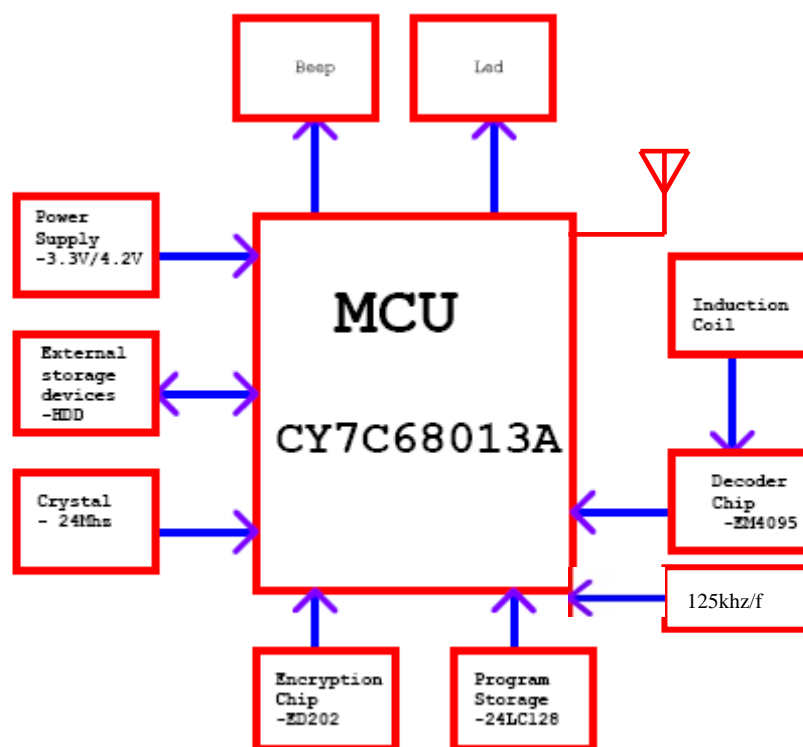 Beep
Led
Power
Supply
-3.3V/4.2V
MCU
CY7C68013A
Induction
Coil
External
storage
devices
-HDD
Crystal
- 24Mhs
Decoder
Chip
-EM4095
125khz/f
Encryption
Chip
-ED202
Program
Storage
-24LC128